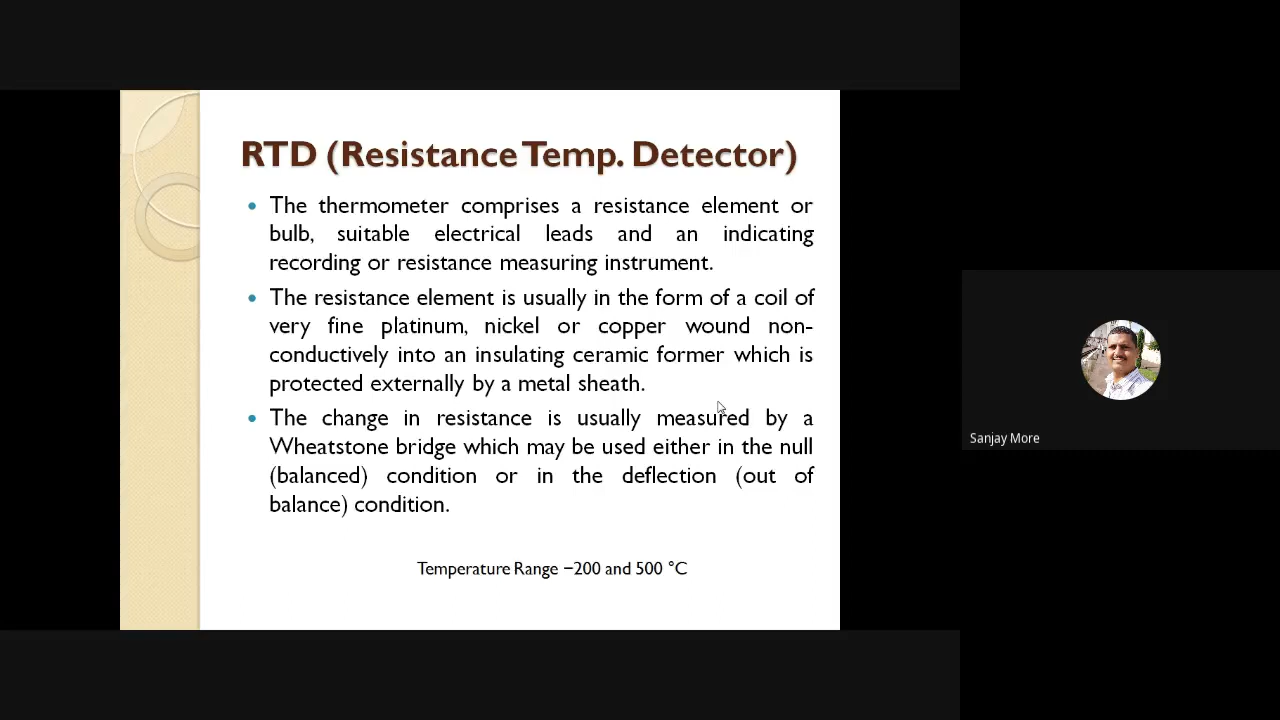 RTD (Resistance Temp. Detector)
• The thermometer comprises a resistance element or
bulb, suitable electrical leads and an indicating
recording or resistance measuring instrument.
• The resistance element is usually in the form of a coil of
very fine platinum, nickel or copper wound non-
conductively into an insulating ceramic former which is
protected externally by a metal sheath.
• The change in resistance is usually measured by a
Wheatstone bridge which may be used either in the null
(balanced) condition or in the deflection (out of
balance) condition.
Temperature Range −200 and 500 °C
Sanjay More